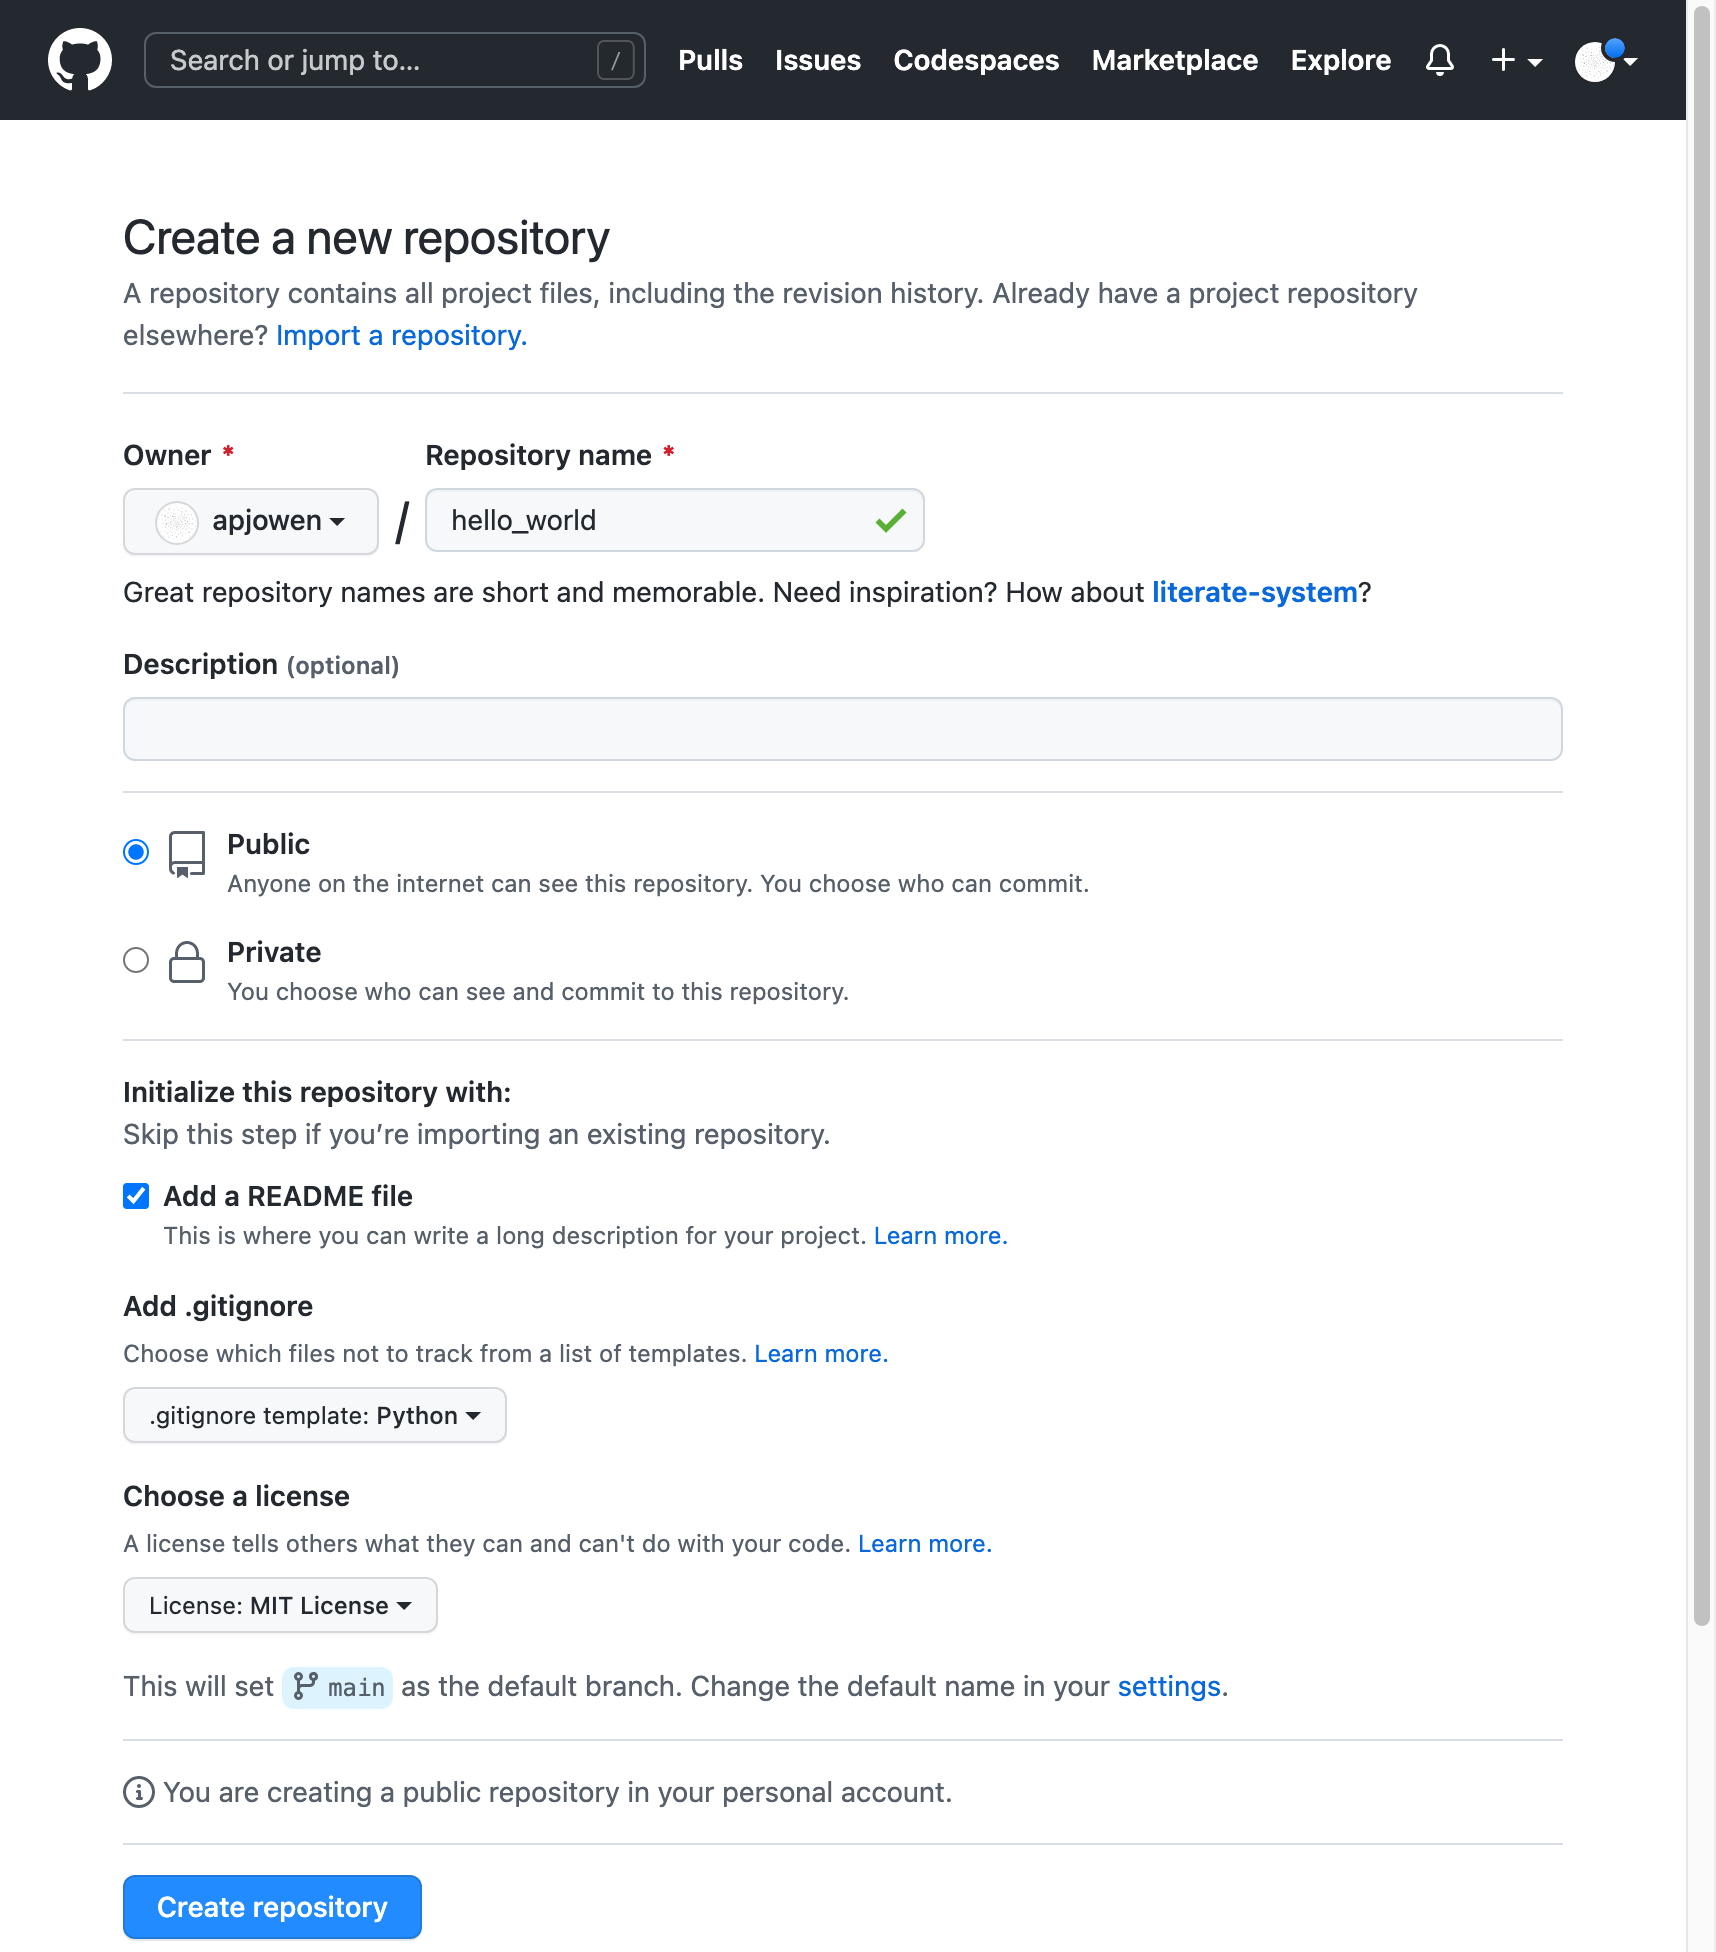 Search or jump to... / Pulls Issues Codespaces Marketplace Explore
Create a new repository
A repository contains all project files, including the revision history. Already have a project repository
elsewhere? Import a repository.
Owner * Repository name *
apjowen / hello_world
Great repository names are short and memorable. Need inspiration? How about literate-system?
Description (optional)
Public
Anyone on the internet can see this repository. You choose who can commit.
Private
You choose who can see and commit to this repository.
Initialize this repository with:
Skip this step if you’re importing an existing repository.
Add a README file
This is where you can write a long description for your project. Learn more.
Add .gitignore
Choose which files not to track from a list of templates. Learn more.
.gitignore template: Python
Choose a license
A license tells others what they can and can't do with your code. Learn more.
License: MIT License
This will set main as the default branch. Change the default name in your settings.
You are creating a public repository in your personal account.
Create repository